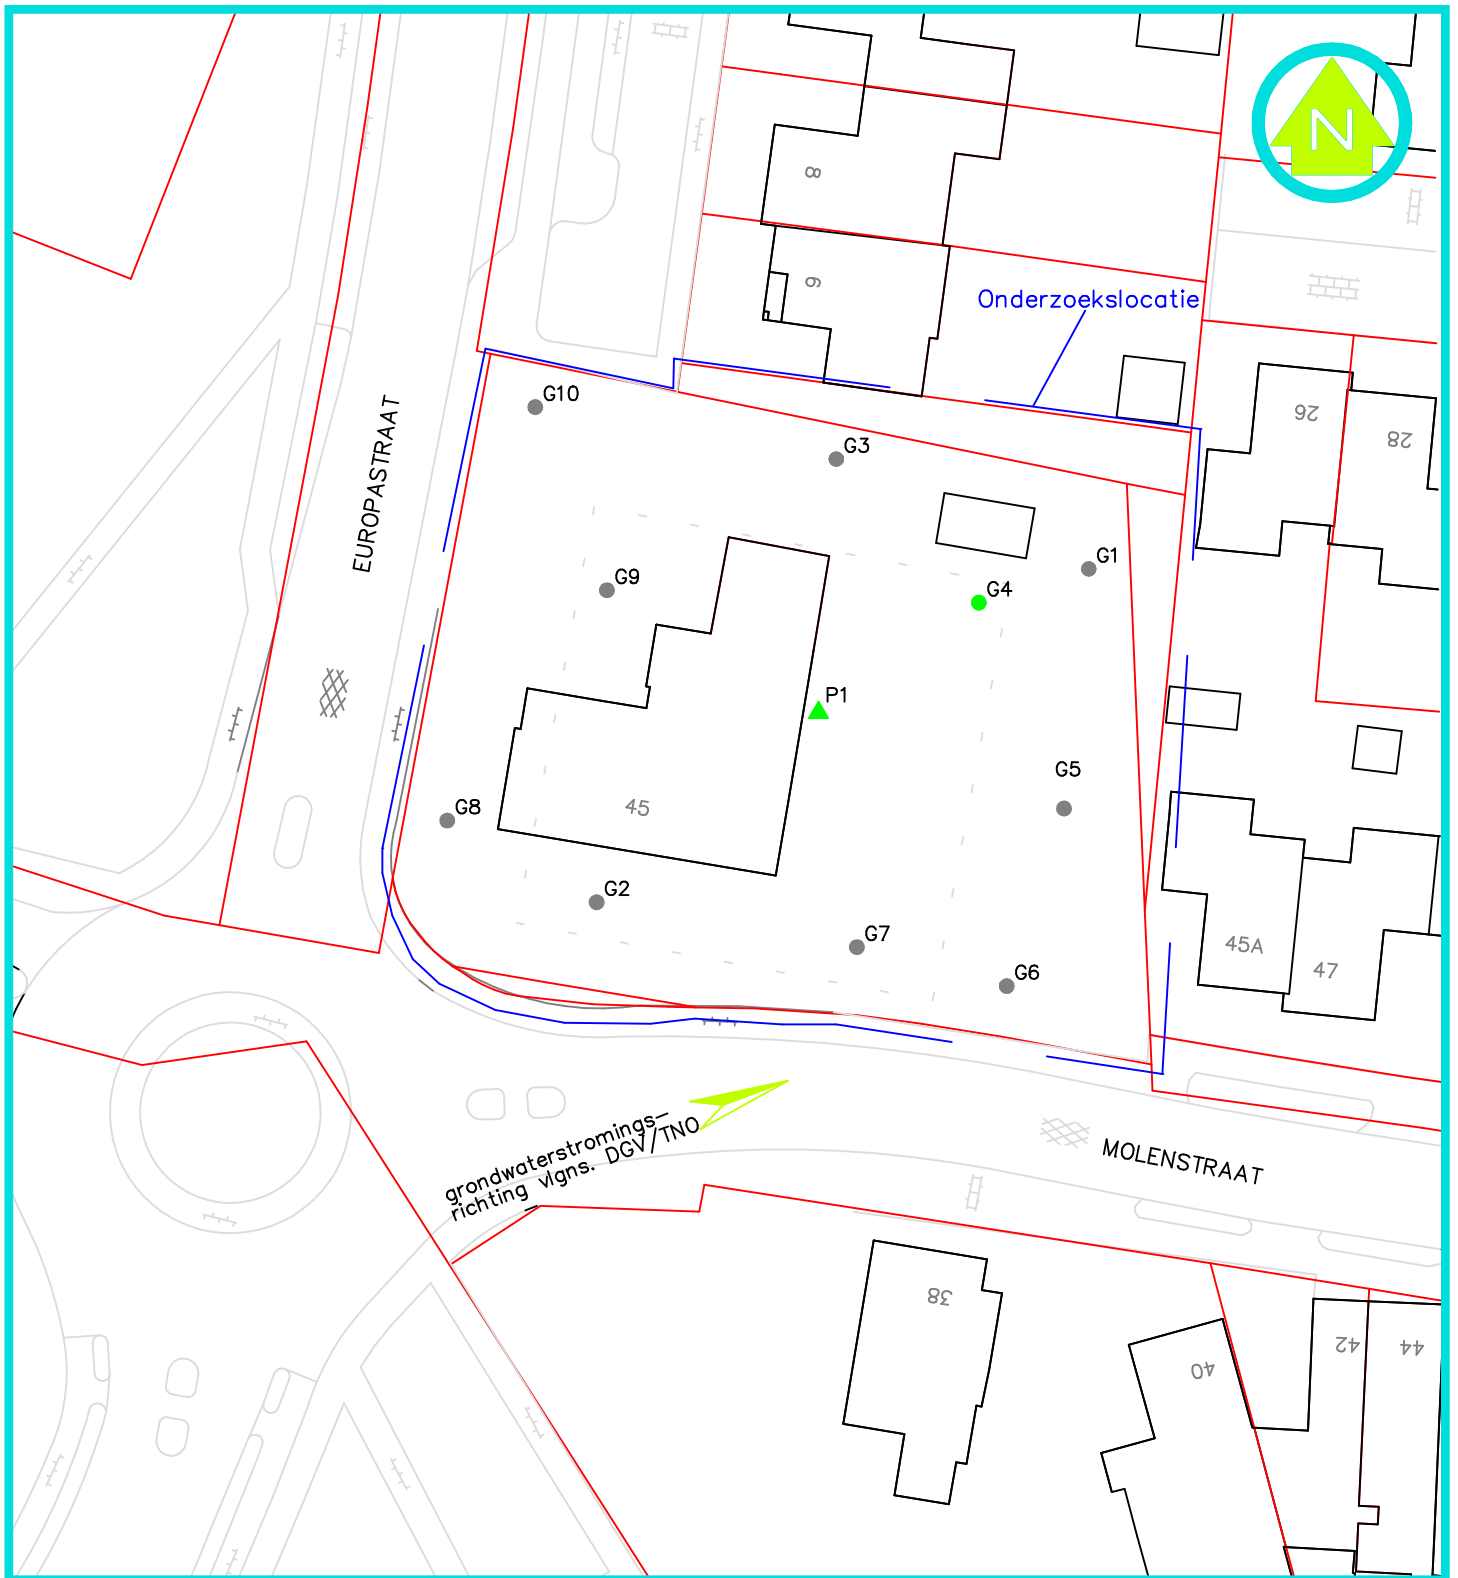 N
8
6
Onderzoekslocatie
26
28
G10
EUROPASTRAAT
G3
G1
G9
G4
P1
G5
45
G8
G2
G7
45A
G6
47
grondwaterstromings–
richting vlgns. DGV/TNO
MOLENSTRAAT
38
42
44
40